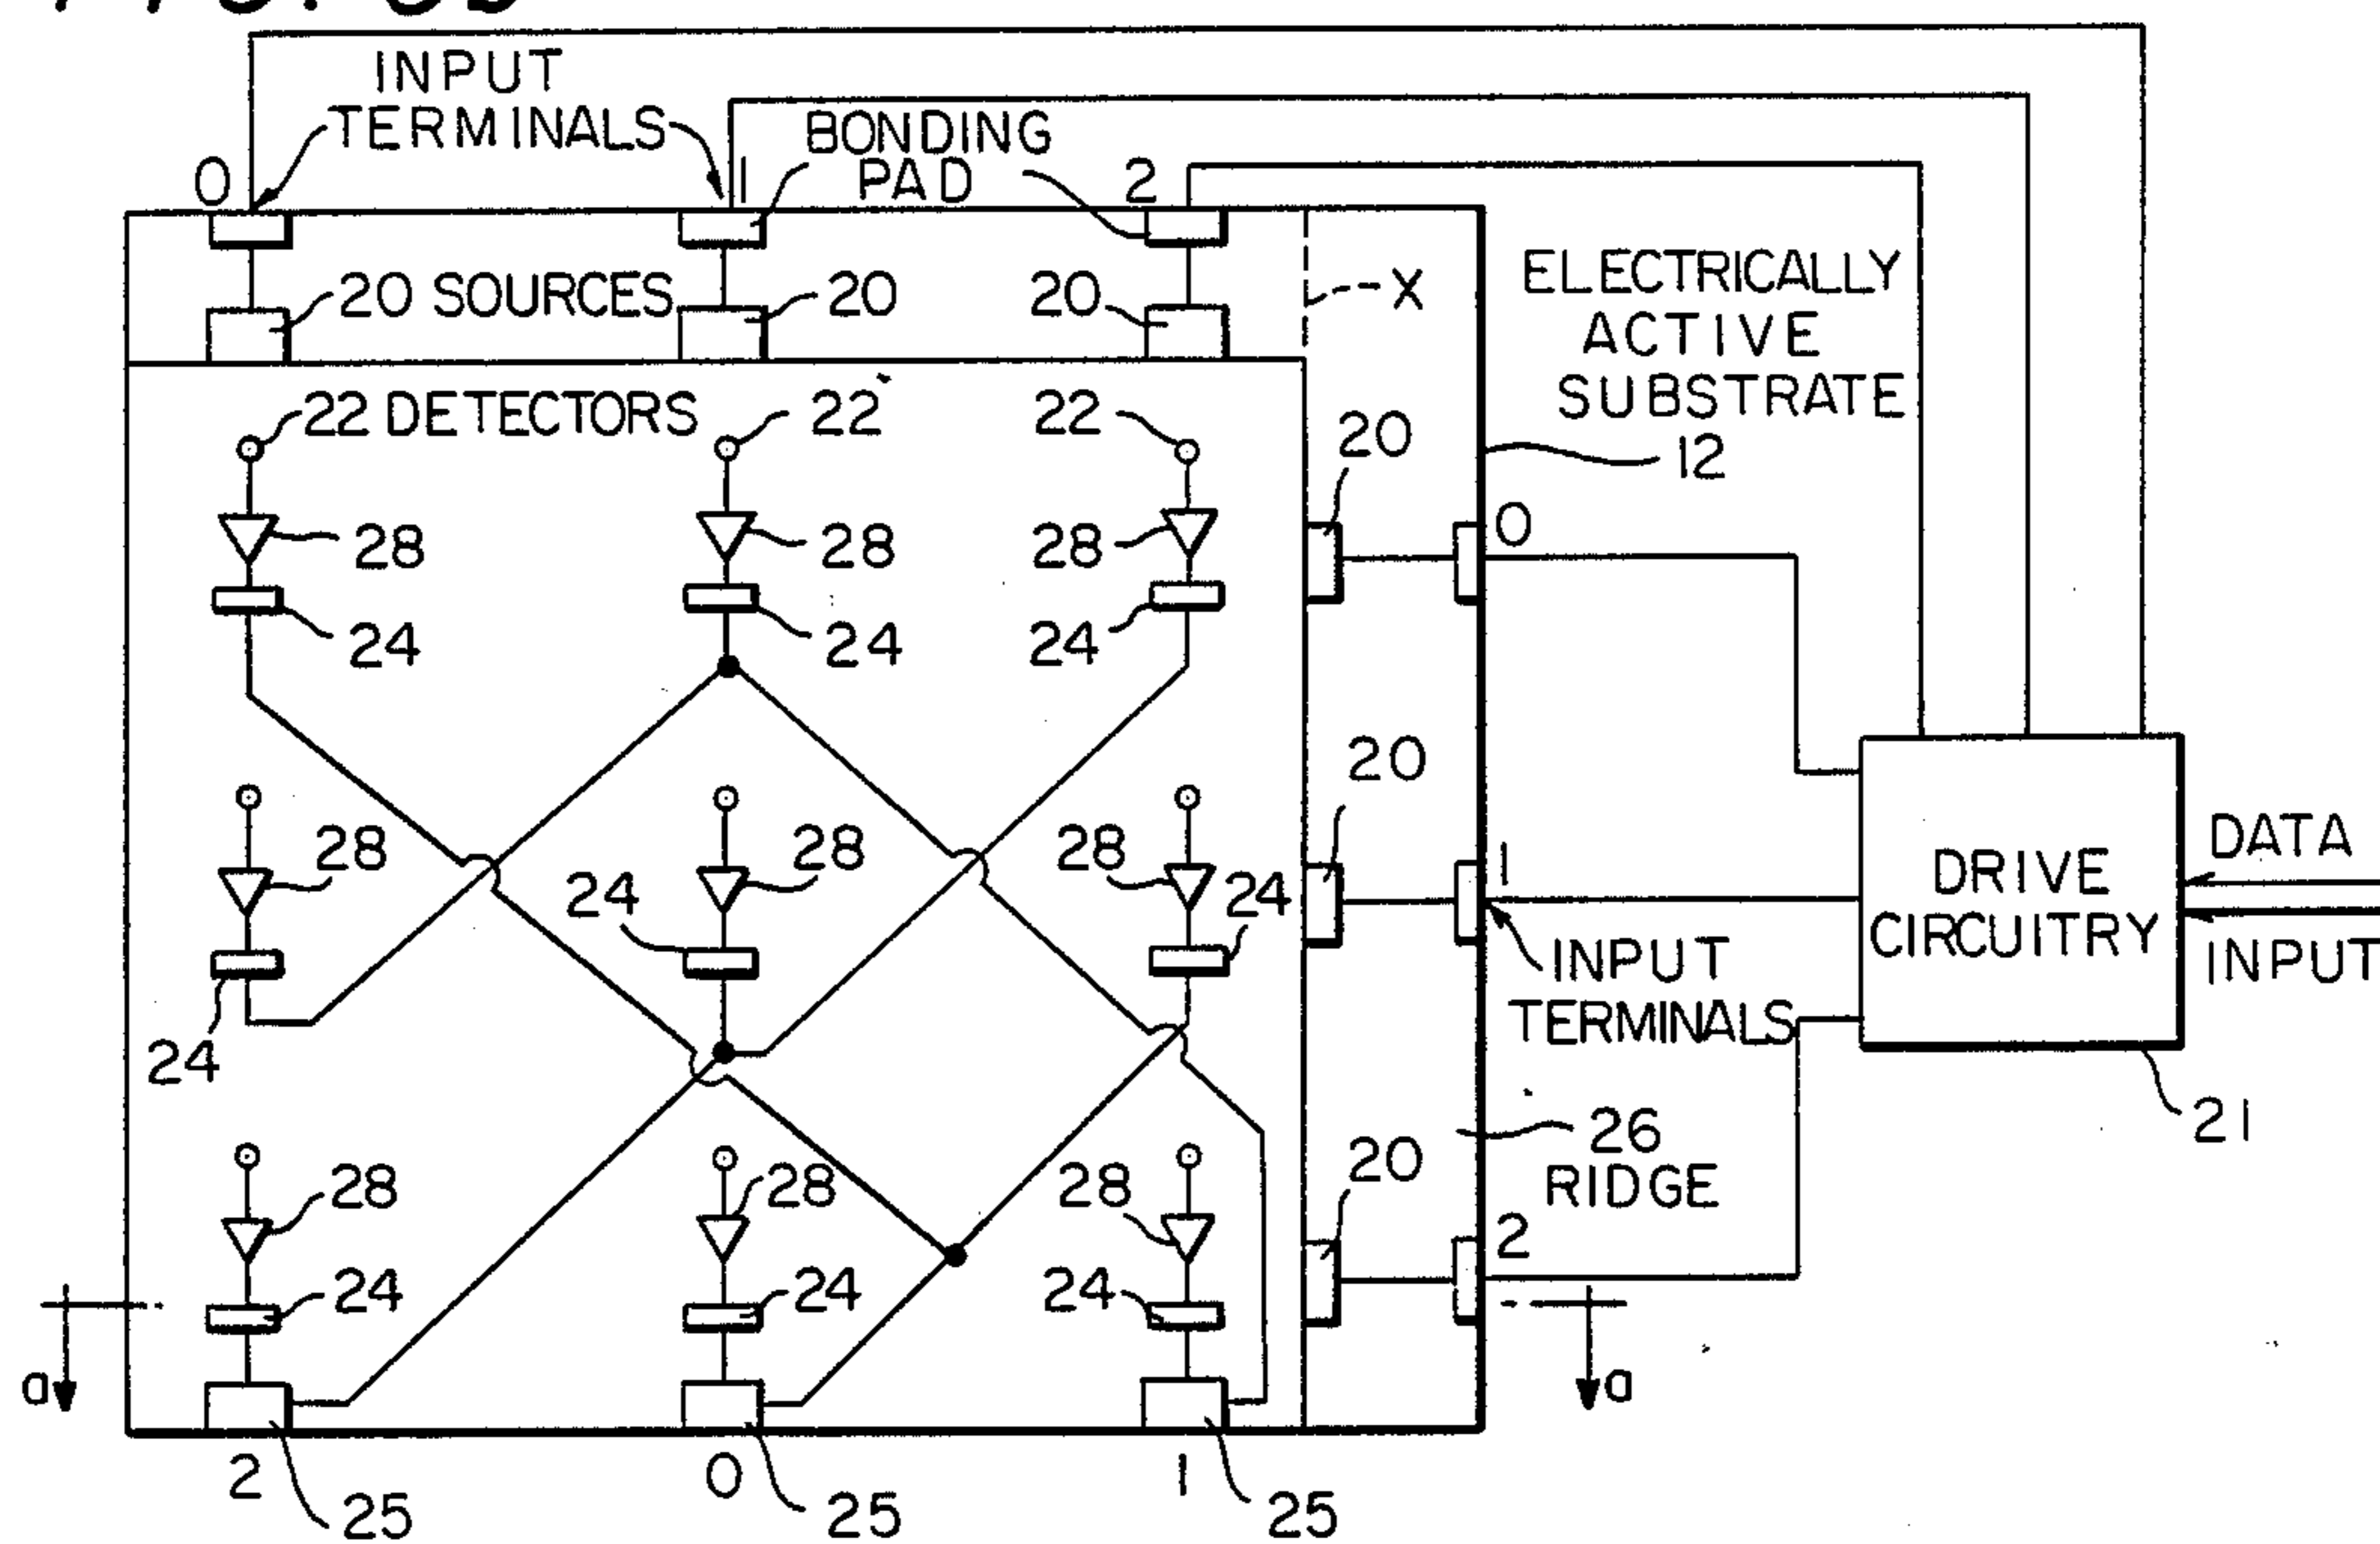 INPUT
TERMINALS
BONDING
PAD
0
1
2
20 SOURCES
20
20
X
ELECTRICALLY
ACTIVE
SUBSTRATE
12
22 DETECTORS
22
22
20
28
28
28
0
24
24
24
20
28
28
28
24
24
1
DATA
DRIVE
CIRCUITRY
INPUT
INPUT
TERMINALS
24
21
26
RIDGE
20
28
28
28
2
24
24
24
a
a
2
0
1
25
25
25